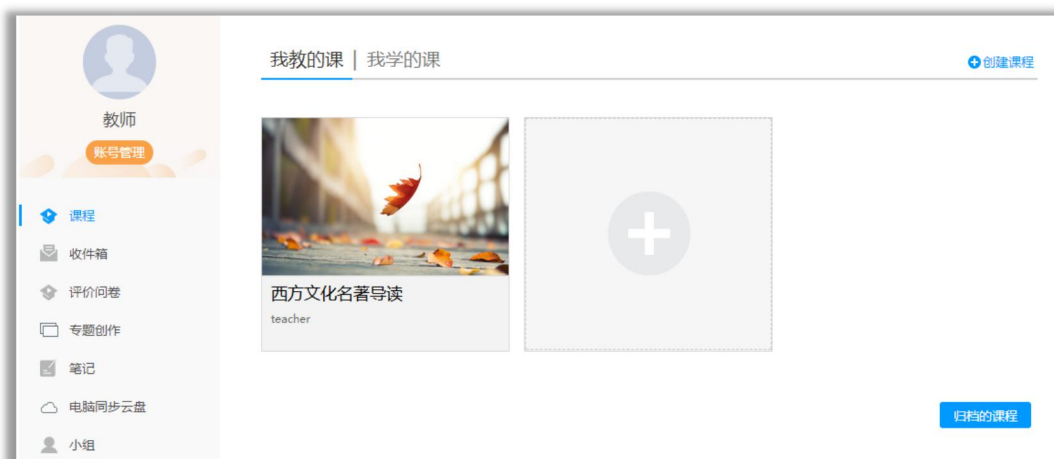 教师
账号管理
课程
收件箱
评价问卷
专题创作
笔记
电脑同步云盘
小组
我教的课 | 我学的课
创建课程
西方文化名著导读
teacher
归档的课程